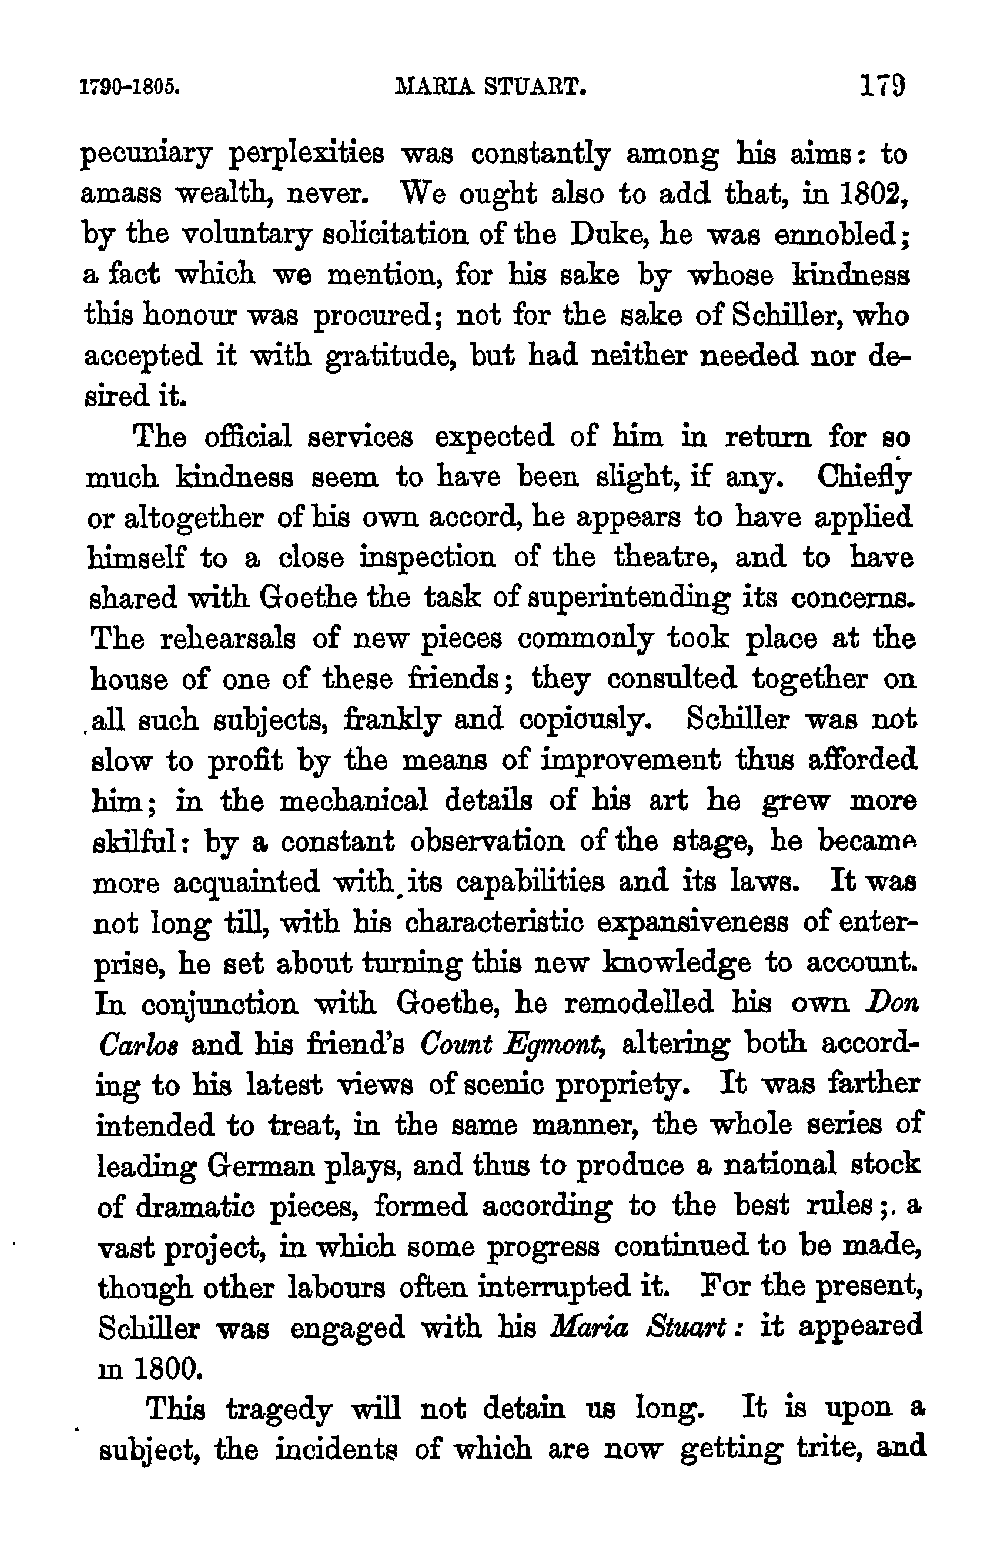 1790-1805. MARIA STUART. 179
pecuniary perplexities was constantly among his aims: to
amass wealth, never. We ought also to add that, in 1802,
by the voluntary solicitation of the Duke, he was ennobled;
a fact which we mention, for his sake by whose kindness
this honour was procured; not for the sake of Schiller, who
accepted it with gratitude, but had neither needed nor de-
sired it.
The official services expected of him in return for so
much kindness seem to have been slight, if any. Chiefly
or altogether of his own accord, he appears to have applied
himself to a close inspection of the theatre, and to have
shared with Goethe the task of superintending its concerns.
The rehearsals of new pieces commonly took place at the
house of one of these friends; they consulted together on
all such subjects, frankly and copiously. Schiller was not
slow to profit by the means of improvement thus afforded
him; in the mechanical details of his art he grew more
skilful: by a constant observation of the stage, he became
more acquainted with its capabilities and its laws. It was
not long till, with his characteristic expansiveness of enter-
prise, he set about turning this new knowledge to account.
In conjunction with Goethe, he remodelled his own Don
Carlos and his friend's Count Egmont, altering both accord-
ing to his latest views of scenic propriety. It was farther
intended to treat, in the same manner, the whole series of
leading German plays, and thus to produce a national stock
of dramatic pieces, formed according to the best rules; a
vast project, in which some progress continued to be made,
though other labours often interrupted it. For the present,
Schiller was engaged with his Maria Stuart: it appeared
in 1800.
This tragedy will not detain us long. It is upon a
subject, the incidents of which are now getting trite, and